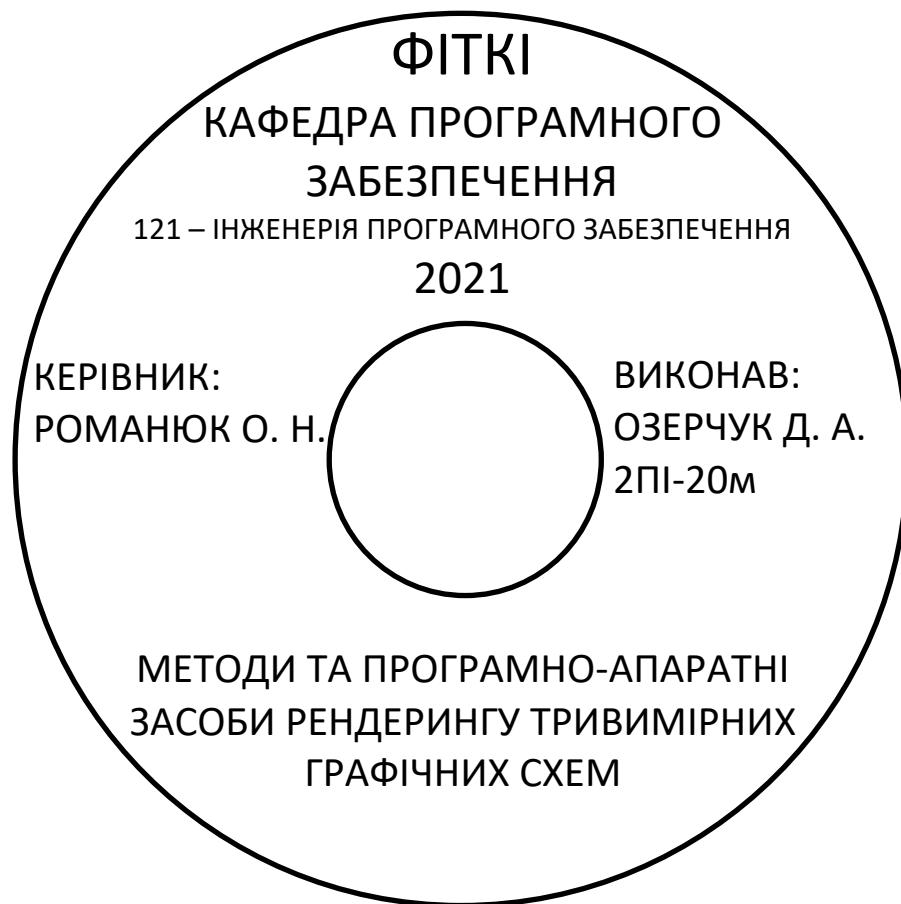 ФІТКІ
КАФЕДРА ПРОГРАМНОГО
ЗАБЕЗПЕЧЕННЯ
121 – ІНЖЕНЕРІЯ ПРОГРАМНОГО ЗАБЕЗПЕЧЕННЯ
2021
КЕРІВНИК:
РОМАНЮК О. Н.
ВИКОНАВ:
ОЗЕРЧУК Д. А.
2ПІ-20м
МЕТОДИ ТА ПРОГРАМНО-АПАРАТНІ
ЗАСОБИ РЕНДЕРИНГУ ТРИВИМІРНИХ
ГРАФІЧНИХ СХЕМ